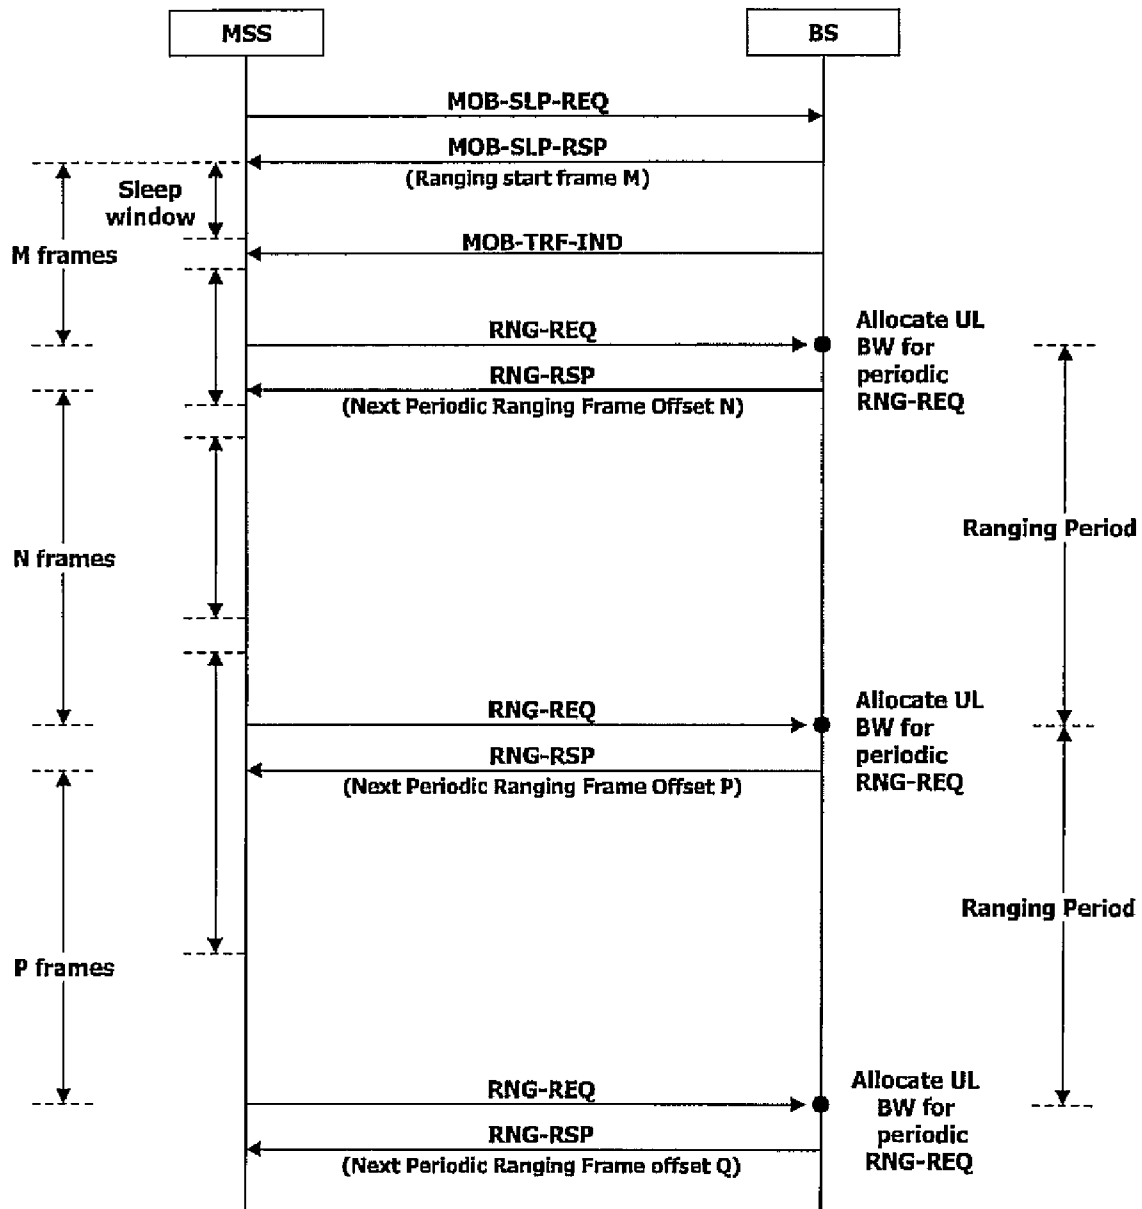 MSS
BS
MOB-SLP-REQ
MOB-SLP-RSP
(Ranging start frame M)
Sleep
window
M frames
MOB-TRF-IND
RNG-REQ
Allocate UL
BW for
periodic
RNG-REQ
RNG-RSP
(Next Periodic Ranging Frame Offset N)
Ranging Period
N frames
RNG-REQ
Allocate UL
BW for
periodic
RNG-REQ
RNG-RSP
(Next Periodic Ranging Frame Offset P)
Ranging Period
P frames
RNG-REQ
Allocate UL
BW for
periodic
RNG-REQ
RNG-RSP
(Next Periodic Ranging Frame offset Q)